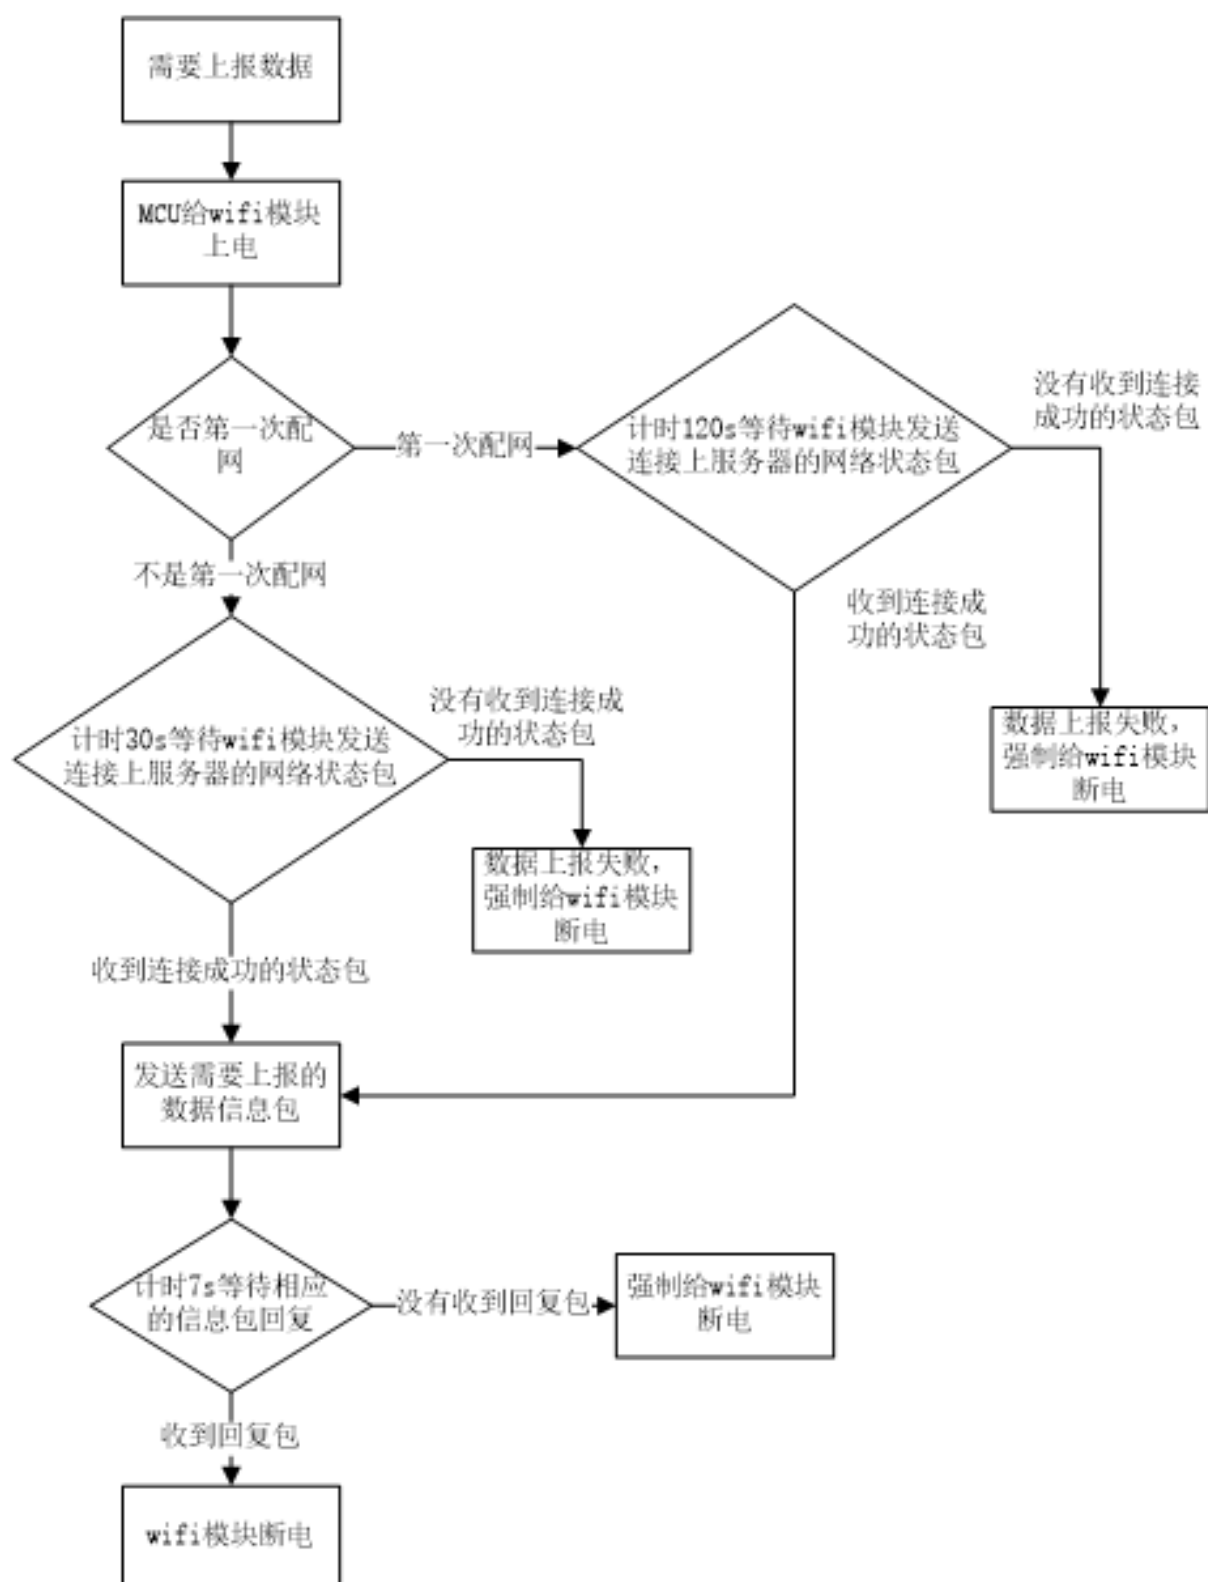 需要上报数据
MCU给wifi模块
上电
是否第一次配
网
第一次配网
计时120s等待wifi模块发送
连接上服务器的网络状态包
没有收到连接
成功的状态包
不是第一次配网
收到连接成
功的状态包
计时30s等待wifi模块发送
连接上服务器的网络状态包
没有收到连接成
功的状态包
数据上报失败，
强制给wifi模块
断电
数据上报失败，
强制给wifi模块
断电
收到连接成功的状态包
发送需要上报的
数据信息包
计时7s等待相应
的信息包回复
没有收到回复包
强制给wifi模块
断电
收到回复包
wifi模块断电